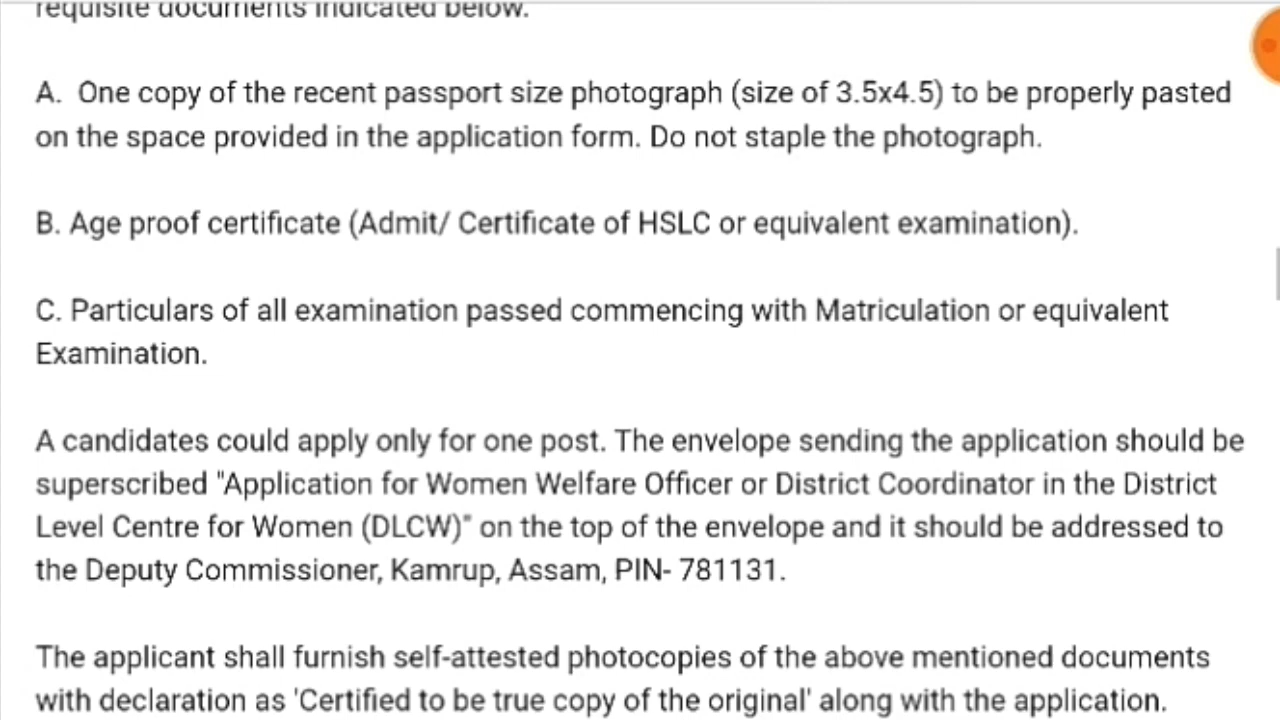 requisite documents indicated below.
A. One copy of the recent passport size photograph (size of 3.5x4.5) to be properly pasted
on the space provided in the application form. Do not staple the photograph.
B. Age proof certificate (Admit/ Certificate of HSLC or equivalent examination).
C. Particulars of all examination passed commencing with Matriculation or equivalent
Examination.
A candidates could apply only for one post. The envelope sending the application should be
superscribed "Application for Women Welfare Officer or District Coordinator in the District
Level Centre for Women (DLCW)" on the top of the envelope and it should be addressed to
the Deputy Commissioner, Kamrup, Assam, PIN- 781131.
The applicant shall furnish self-attested photocopies of the above mentioned documents
with declaration as 'Certified to be true copy of the original' along with the application.